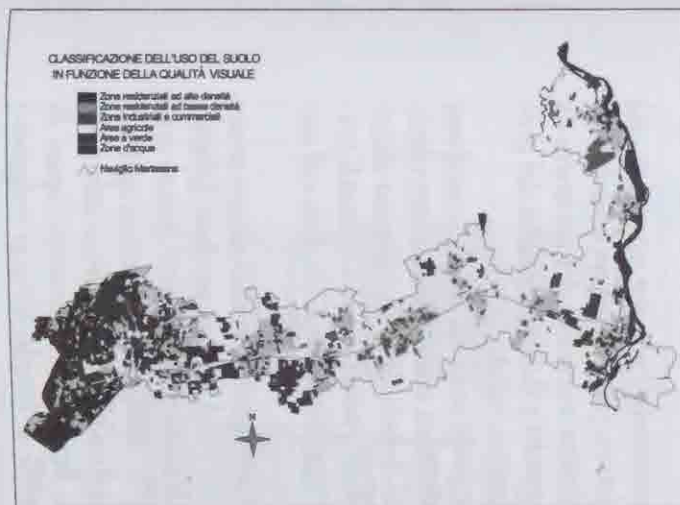 CLASSIFICAZIONE DELL'USO DEL SUOLO
IN FUNZIONE DELLA QUALITÀ VISUALE
Zone residenziali ad alta densità
Zone residenziali ad bassa densità
Zone industriali e commerciali
Aree agricole
Aree a verde
Zone d'acqua
Naviglio Martesana
N